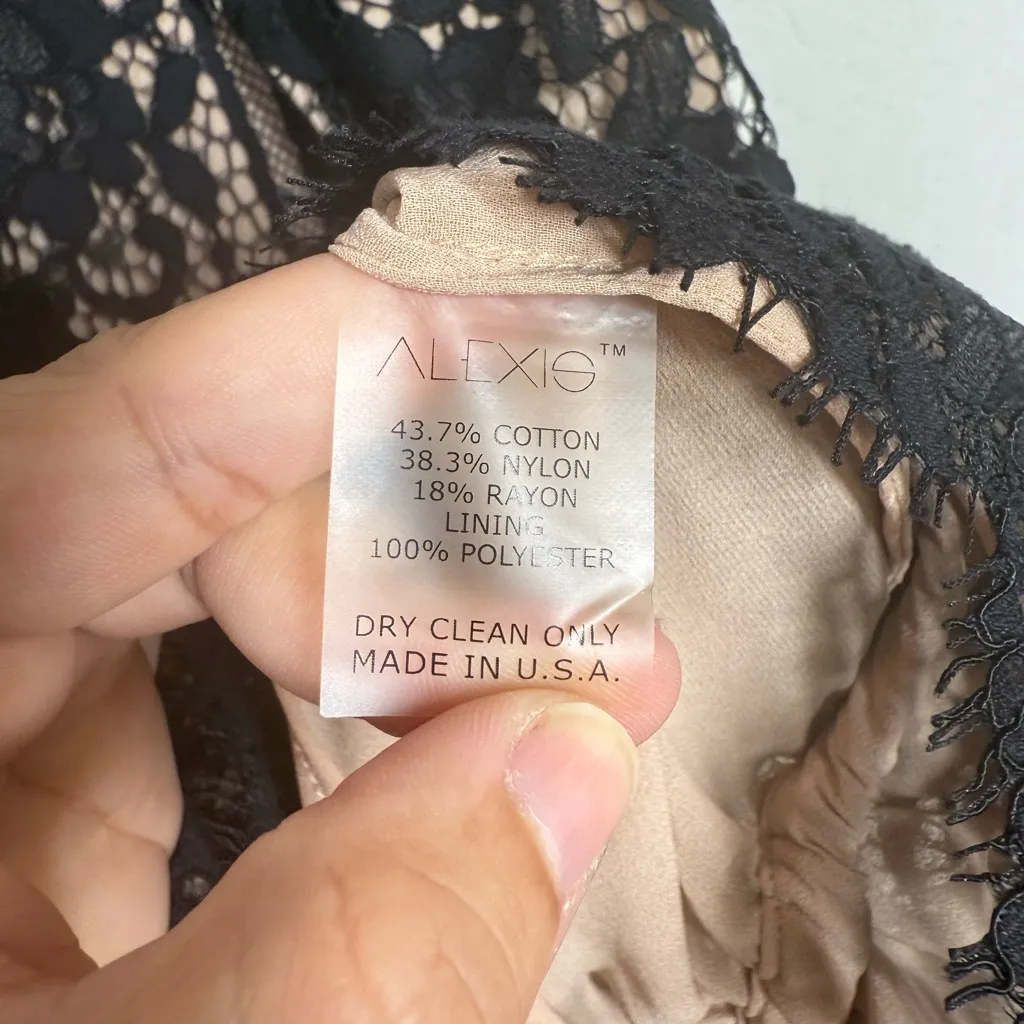 ALEXIS™
43.7% COTTON
38.3% NYLON
18% RAYON
LINING
100% POLYESTER
DRY CLEAN ONLY
MADE IN U.S.A.